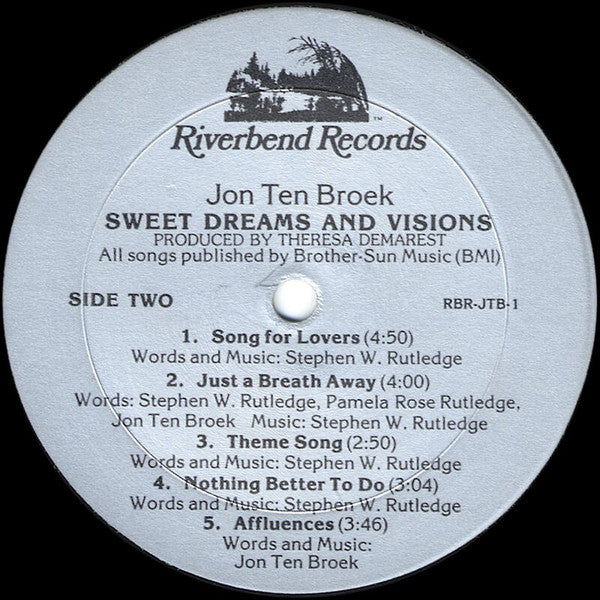 Riverbend Records
TM
Jon Ten Broek
SWEET DREAMS AND VISIONS
PRODUCED BY THERESA DEMAREST
All songs published by Brother-Sun Music (BMI)
SIDE TWO
RBR-JTB-1
1. Song for Lovers (4:50)
Words and Music: Stephen W. Rutledge
2. Just a Breath Away (4:00)
Words: Stephen W. Rutledge, Pamela Rose Rutledge,
Jon Ten Broek Music: Stephen W. Rutledge
3. Theme Song (2:50)
Words and Music: Stephen W. Rutledge
4. Nothing Better To Do (3:04)
Words and Music: Stephen W. Rutledge
5. Affluences (3:46)
Words and Music:
Jon Ten Broek